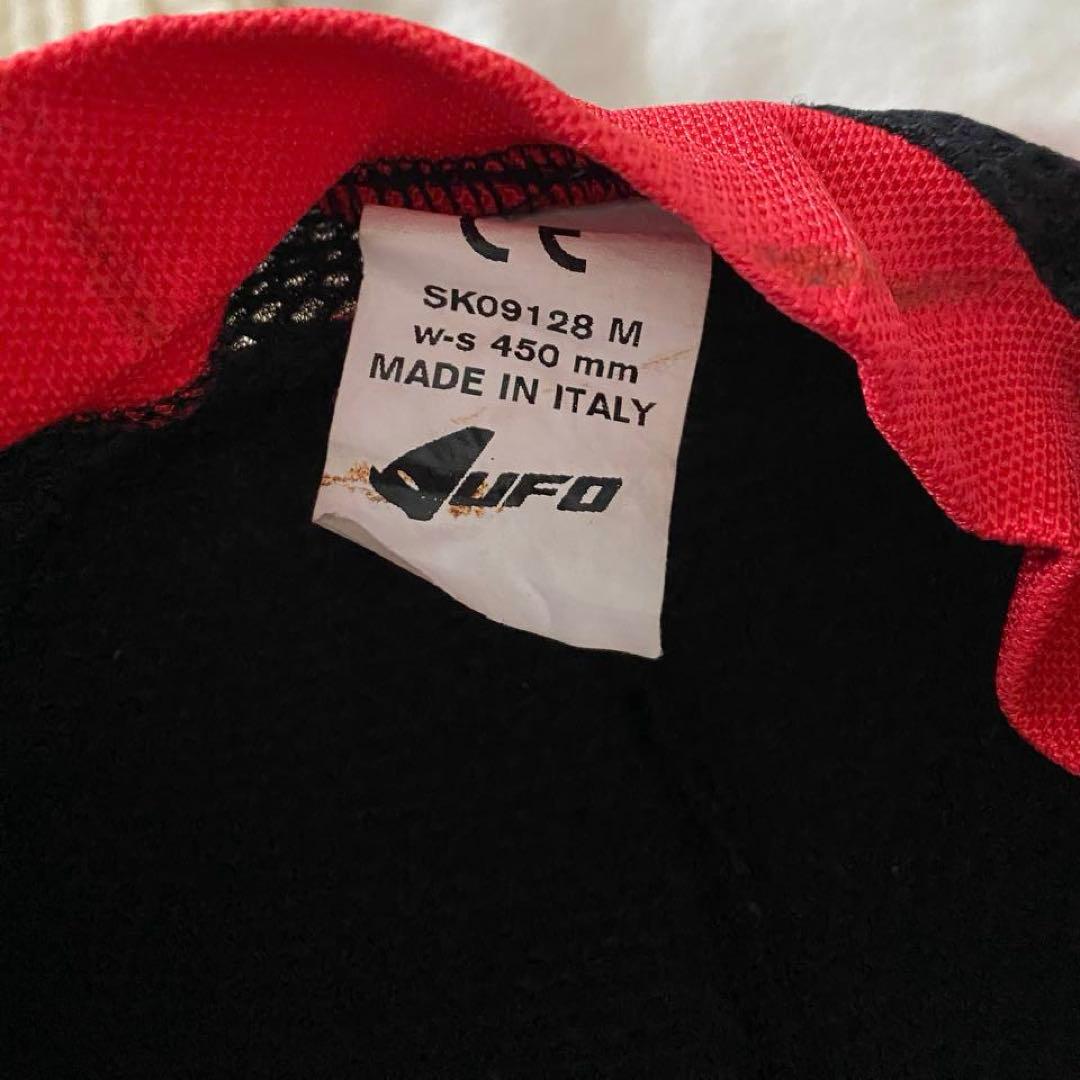 CE
SK09128 M
w-s 450 mm
MADE IN ITALY
UFO